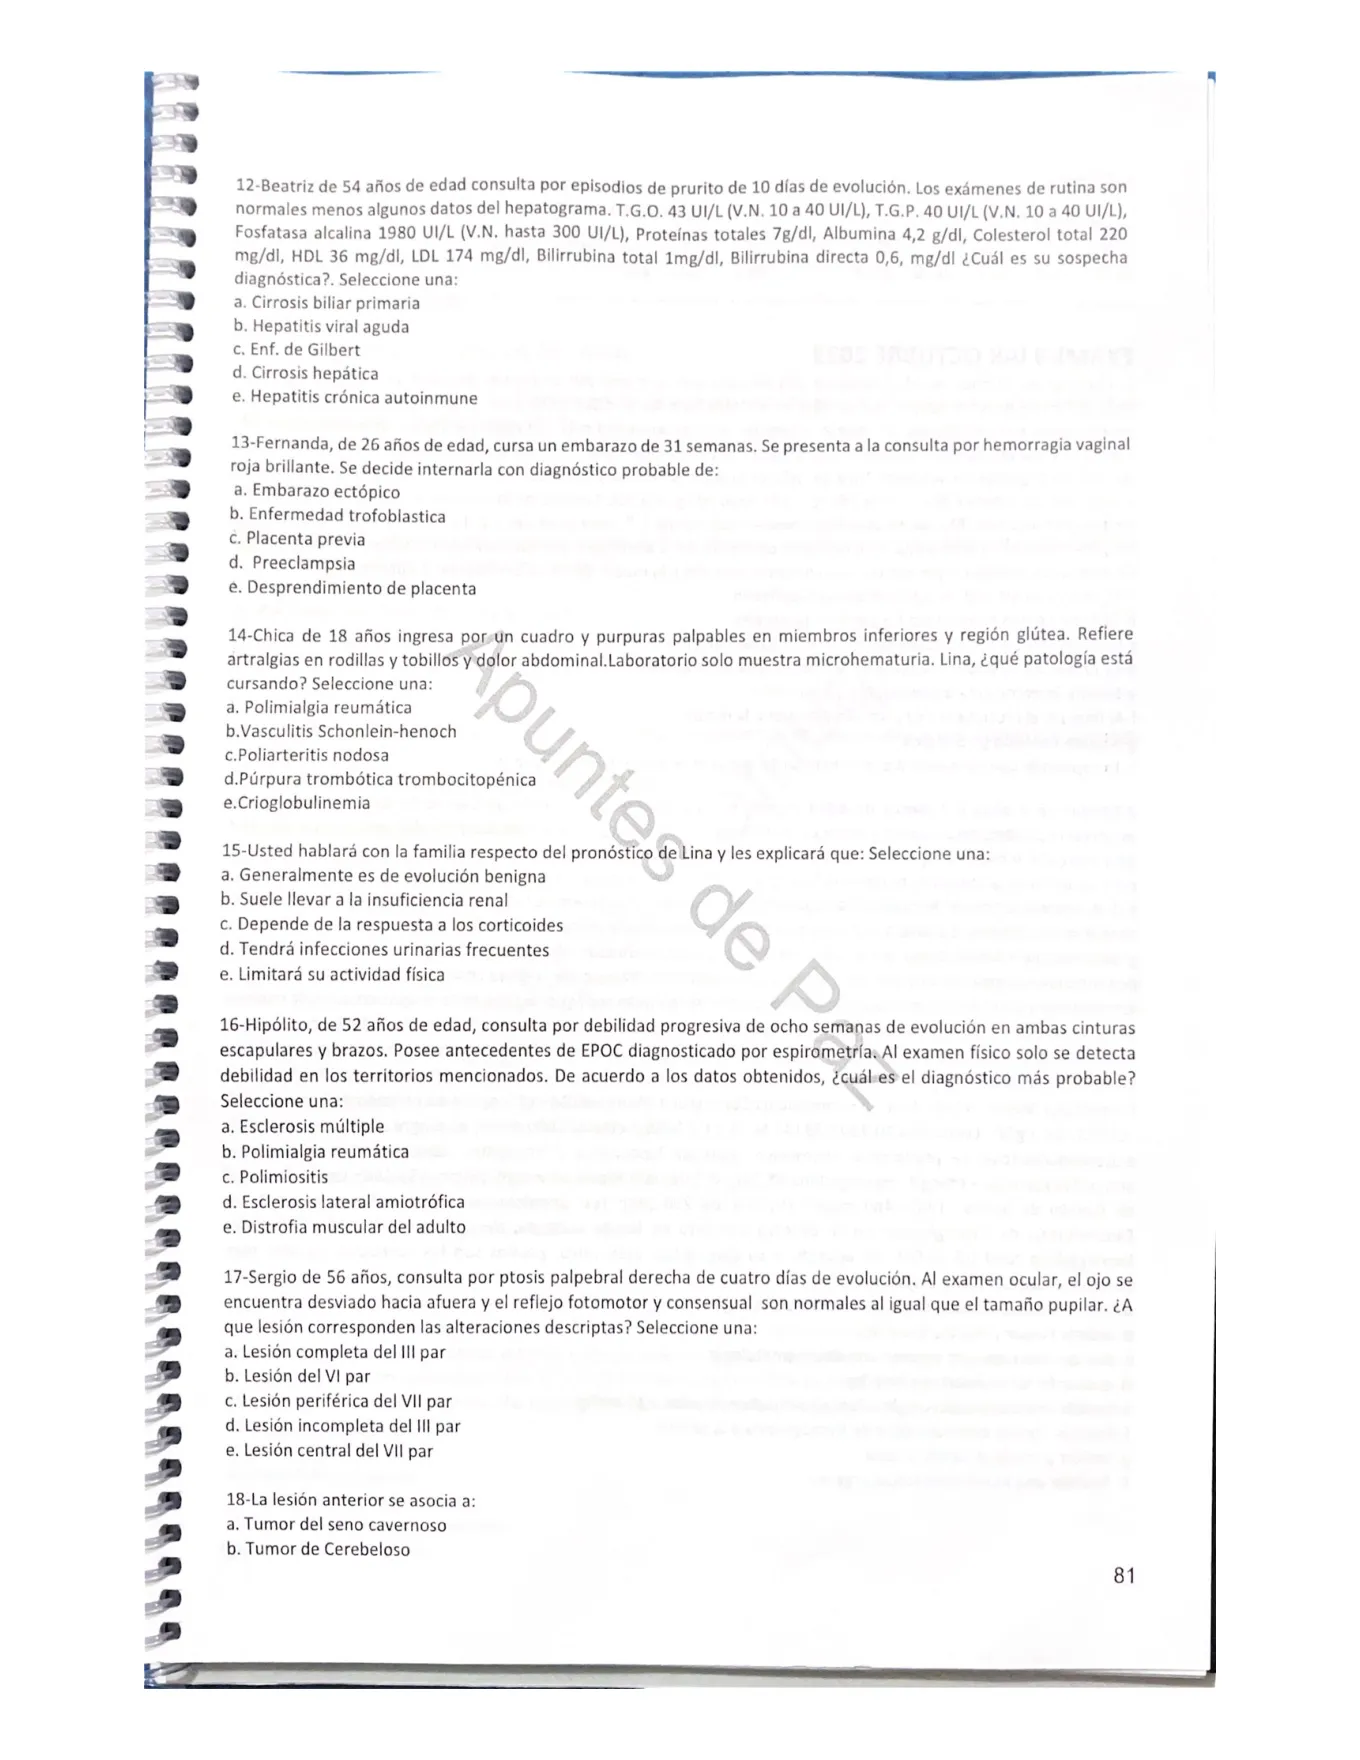 12-Beatriz de 54 años de edad consulta por episodios de prurito de 10 días de evolución. Los exámenes de rutina son
normales menos algunos datos del hepatograma. T.G.O. 43 UI/L (V.N. 10 a 40 UI/L), T.G.P. 40 UI/L (V.N. 10 a 40 UI/L),
Fosfatasa alcalina 1980 UI/L (V.N. hasta 300 UI/L), Proteínas totales 7g/dl, Albumina 4,2 g/dl, Colesterol total 220
mg/dl, HDL 36 mg/dl, LDL 174 mg/dl, Bilirrubina total 1mg/dl, Bilirrubina directa 0,6, mg/dl ¿Cuál es su sospecha
diagnóstica?. Seleccione una:
a. Cirrosis biliar primaria
b. Hepatitis viral aguda
c. Enf. de Gilbert
d. Cirrosis hepática
e. Hepatitis crónica autoinmune
13-Fernanda, de 26 años de edad, cursa un embarazo de 31 semanas. Se presenta a la consulta por hemorragia vaginal
roja brillante. Se decide internarla con diagnóstico probable de:
a. Embarazo ectópico
b. Enfermedad trofoblastica
c. Placenta previa
d. Preeclampsia
e. Desprendimiento de placenta
14-Chica de 18 años ingresa por un cuadro y purpuras palpables en miembros inferiores y región glútea. Refiere
artralgias en rodillas y tobillos y dolor abdominal.Laboratorio solo muestra microhematuria. Lina, ¿qué patología está
cursando? Seleccione una:
a. Polimialgia reumática
b.Vasculitis Schonlein-henoch
c.Poliarteritis nodosa
d.Púrpura trombótica trombocitopénica
e.Crioglobulinemia
15-Usted hablará con la familia respecto del pronóstico de Lina y les explicará que: Seleccione una:
a. Generalmente es de evolución benigna
b. Suele llevar a la insuficiencia renal
c. Depende de la respuesta a los corticoides
d. Tendrá infecciones urinarias frecuentes
e. Limitará su actividad física
16-Hipólito, de 52 años de edad, consulta por debilidad progresiva de ocho semanas de evolución en ambas cinturas
escapulares y brazos. Posee antecedentes de EPOC diagnosticado por espirometría. Al examen físico solo se detecta
debilidad en los territorios mencionados. De acuerdo a los datos obtenidos, ¿cuál es el diagnóstico más probable?
Seleccione una:
a. Esclerosis múltiple
b. Polimialgia reumática
c. Polimiositis
d. Esclerosis lateral amiotrófica
e. Distrofia muscular del adulto
17-Sergio de 56 años, consulta por ptosis palpebral derecha de cuatro días de evolución. Al examen ocular, el ojo se
encuentra desviado hacia afuera y el reflejo fotomotor y consensual son normales al igual que el tamaño pupilar. ¿A
que lesión corresponden las alteraciones descriptas? Seleccione una:
a. Lesión completa del III par
b. Lesión del VI par
c. Lesión periférica del VII par
d. Lesión incompleta del III par
e. Lesión central del VII par
18-La lesión anterior se asocia a:
a. Tumor del seno cavernoso
b. Tumor de Cerebeloso
81
Apuntes de Paz